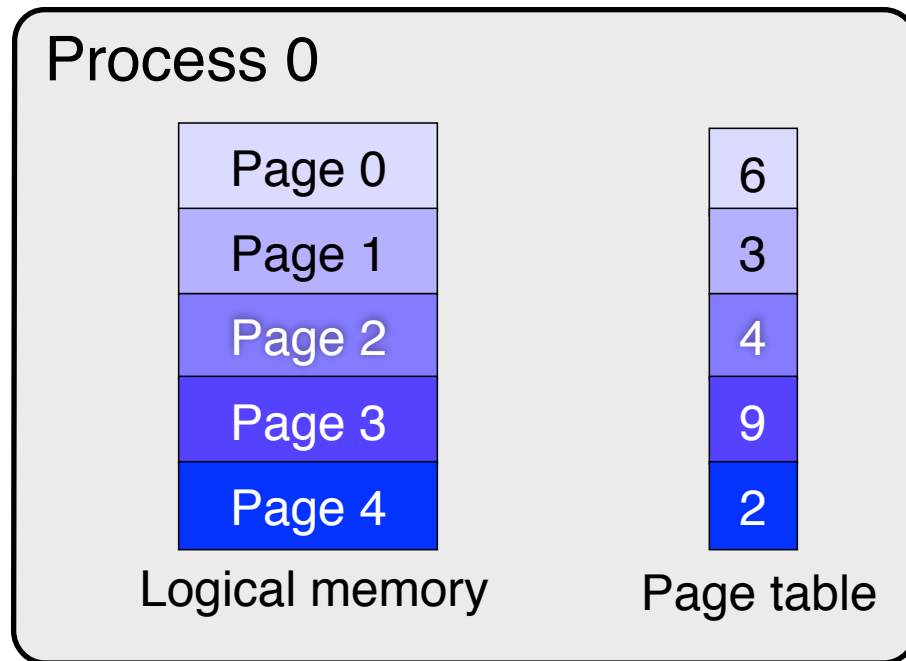 Process 0
Page 0
Page 1
Page 2
Page 3
Page 4
Logical memory
6
3
4
9
2
Page table